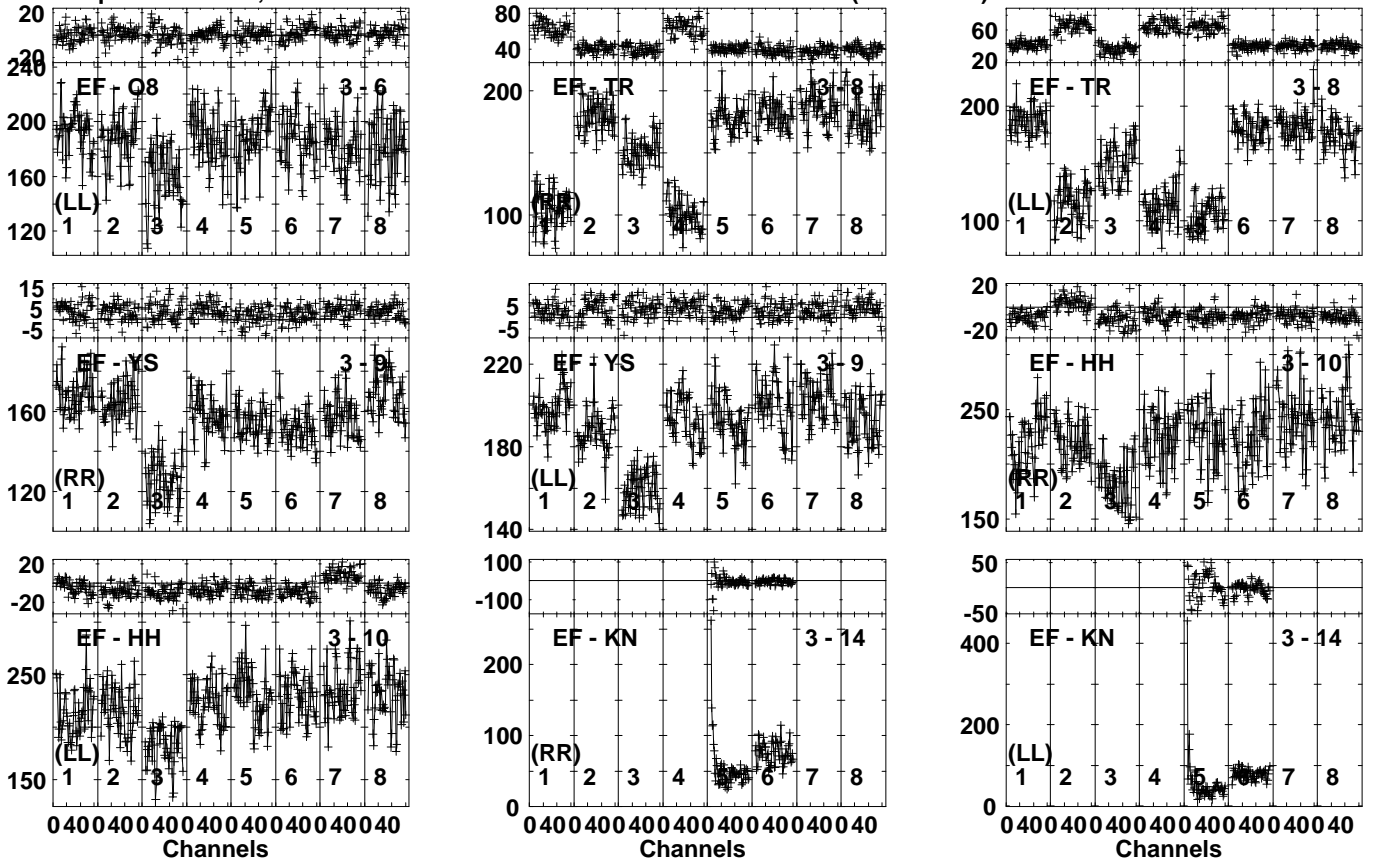 20
-20
240
200
160
120
EF - O8 3 - 6
(LL)
1 2 3 4 5 6 7 8
80
40
200
100
EF - TR 3 - 8
(RR)
1 2 3 4 5 6 7 8
60
20
200
100
EF - TR 3 - 8
(LL)
1 2 3 4 5 6 7 8
15
5
-5
160
120
EF - YS 3 - 9
(RR)
1 2 3 4 5 6 7 8
5
-5
220
180
140
EF - YS 3 - 9
(LL)
1 2 3 4 5 6 7 8
20
-20
250
150
EF - HH 3 - 10
(RR)
1 2 3 4 5 6 7 8
20
-20
250
150
EF - HH 3 - 10
(LL)
1 2 3 4 5 6 7 8
0 40 0 40 0 40 0 40 0 40 0 40 0 40 0 40
Channels
100
-100
200
100
0
EF - KN 3 - 14
(RR)
1 2 3 4 5 6 7 8
0 40 0 40 0 40 0 40 0 40 0 40 0 40 0 40
Channels
50
-50
400
200
0
EF - KN 3 - 14
(LL)
1 2 3 4 5 6 7 8
0 40 0 40 0 40 0 40 0 40 0 40 0 40 0 40
Channels